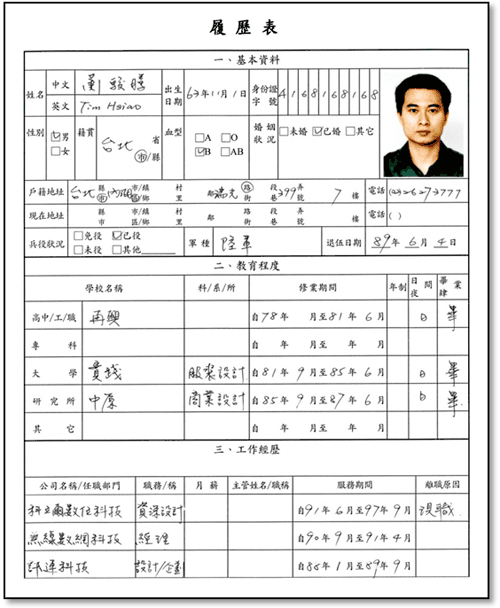 履歷表
一、基本資料
姓名 中文 劉駿騰 出生日期 63年11月1日 身份證字號 A168168168
英文 Tim Hsiao
性別 ☑男 □女 籍貫 台北 省市/縣 血型 □A □O ☑B □AB 婚姻狀況 □未婚 ☑已婚 □其它
戶籍地址 台北 縣市 內湖 市/鎮區/鄉 村里 鄰 瑞光 路街 段巷 399 弄號 7 樓 電話 (02)2627-3777
現在地址 縣市 市/鎮區/鄉 村里 鄰 路街 段巷 弄號 樓 電話 ( )
兵役狀況 □免役 ☑已役 □未役 □其他 軍種 陸軍 退伍日期 89年6月4日
二、教育程度
學校名稱 科/系/所 修業期間 年制 日夜間 畢肄業
高中/工/職 再興 自78年 月至81年6月 日 畢
專科 自 年 月至 年 月
大學 實踐 服裝設計 自81年9月至85年6月 日 畢
研究所 中原 商業設計 自85年9月至87年6月 日 畢
其它 自 年 月至 年 月
三、工作經歷
公司名稱/任職部門 職務/稱 月薪 主管姓名/職稱 服務期間 離職原因
科立爾數位科技 資深設計 自91年6月至97年9月 現職
無線數網科技 經理 自90年9月至91年4月
訊連科技 設計/企劃 自88年1月至89年9月